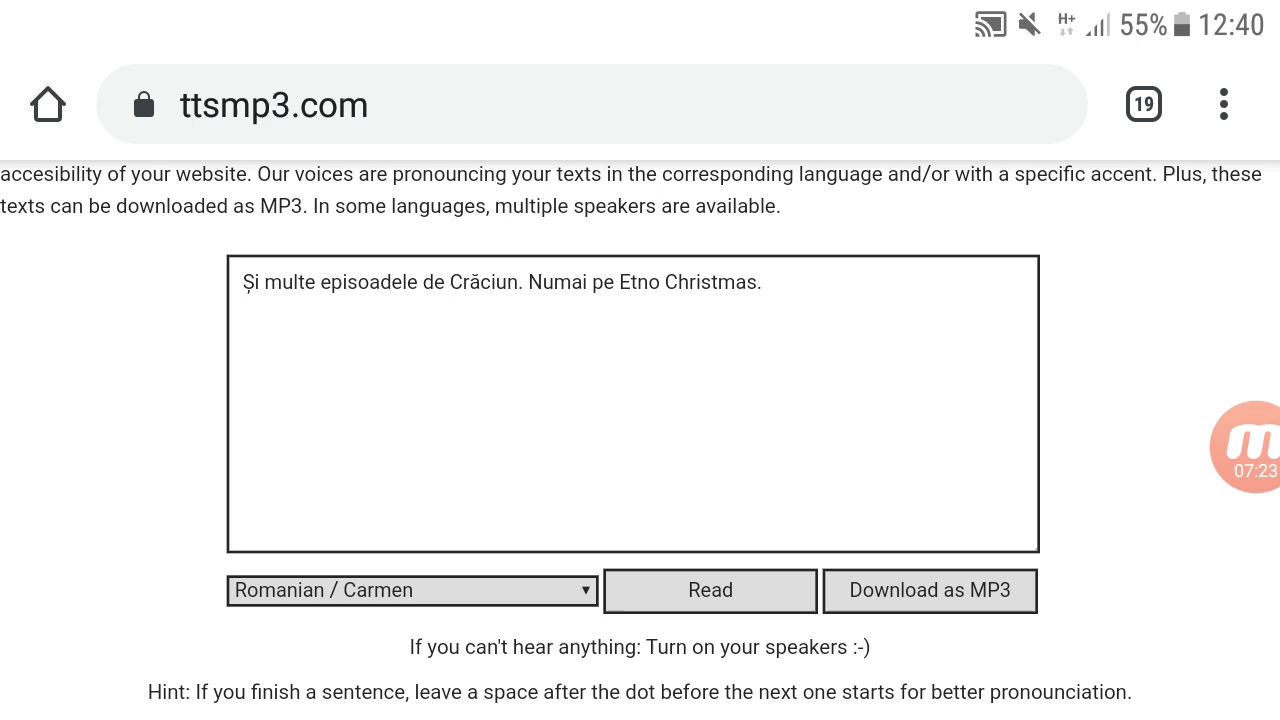 H+ 55% 12:40
ttsmp3.com 19
accesibility of your website. Our voices are pronouncing your texts in the corresponding language and/or with a specific accent. Plus, these
texts can be downloaded as MP3. In some languages, multiple speakers are available.
Și multe episoadele de Crăciun. Numai pe Etno Christmas.
m
07:23
Romanian / Carmen Read Download as MP3
If you can't hear anything: Turn on your speakers :-)
Hint: If you finish a sentence, leave a space after the dot before the next one starts for better pronounciation.